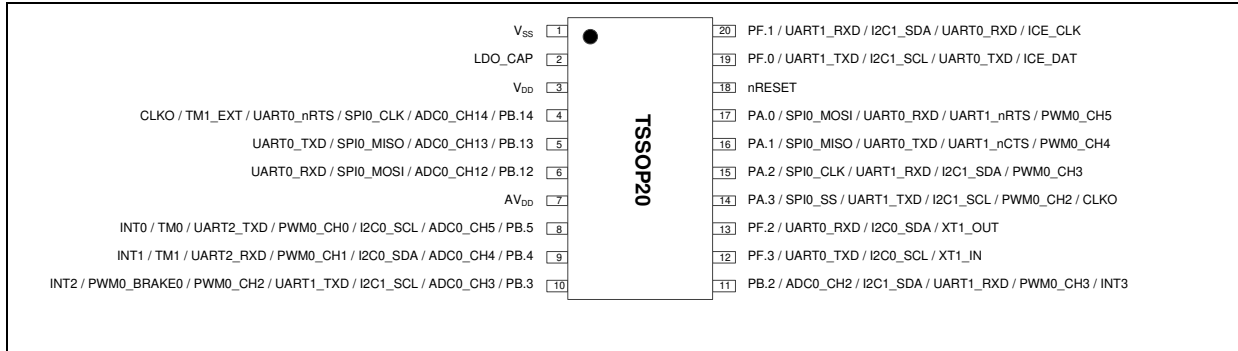 VSS 1
LDO_CAP 2
VDD 3
CLKO / TM1_EXT / UART0_nRTS / SPI0_CLK / ADC0_CH14 / PB.14 4
UART0_TXD / SPI0_MISO / ADC0_CH13 / PB.13 5
UART0_RXD / SPI0_MOSI / ADC0_CH12 / PB.12 6
AVDD 7
INT0 / TM0 / UART2_TXD / PWM0_CH0 / I2C0_SCL / ADC0_CH5 / PB.5 8
INT1 / TM1 / UART2_RXD / PWM0_CH1 / I2C0_SDA / ADC0_CH4 / PB.4 9
INT2 / PWM0_BRAKE0 / PWM0_CH2 / UART1_TXD / I2C1_SCL / ADC0_CH3 / PB.3 10
TSSOP20
20 PF.1 / UART1_RXD / I2C1_SDA / UART0_RXD / ICE_CLK
19 PF.0 / UART1_TXD / I2C1_SCL / UART0_TXD / ICE_DAT
18 nRESET
17 PA.0 / SPI0_MOSI / UART0_RXD / UART1_nRTS / PWM0_CH5
16 PA.1 / SPI0_MISO / UART0_TXD / UART1_nCTS / PWM0_CH4
15 PA.2 / SPI0_CLK / UART1_RXD / I2C1_SDA / PWM0_CH3
14 PA.3 / SPI0_SS / UART1_TXD / I2C1_SCL / PWM0_CH2 / CLKO
13 PF.2 / UART0_RXD / I2C0_SDA / XT1_OUT
12 PF.3 / UART0_TXD / I2C0_SCL / XT1_IN
11 PB.2 / ADC0_CH2 / I2C1_SDA / UART1_RXD / PWM0_CH3 / INT3